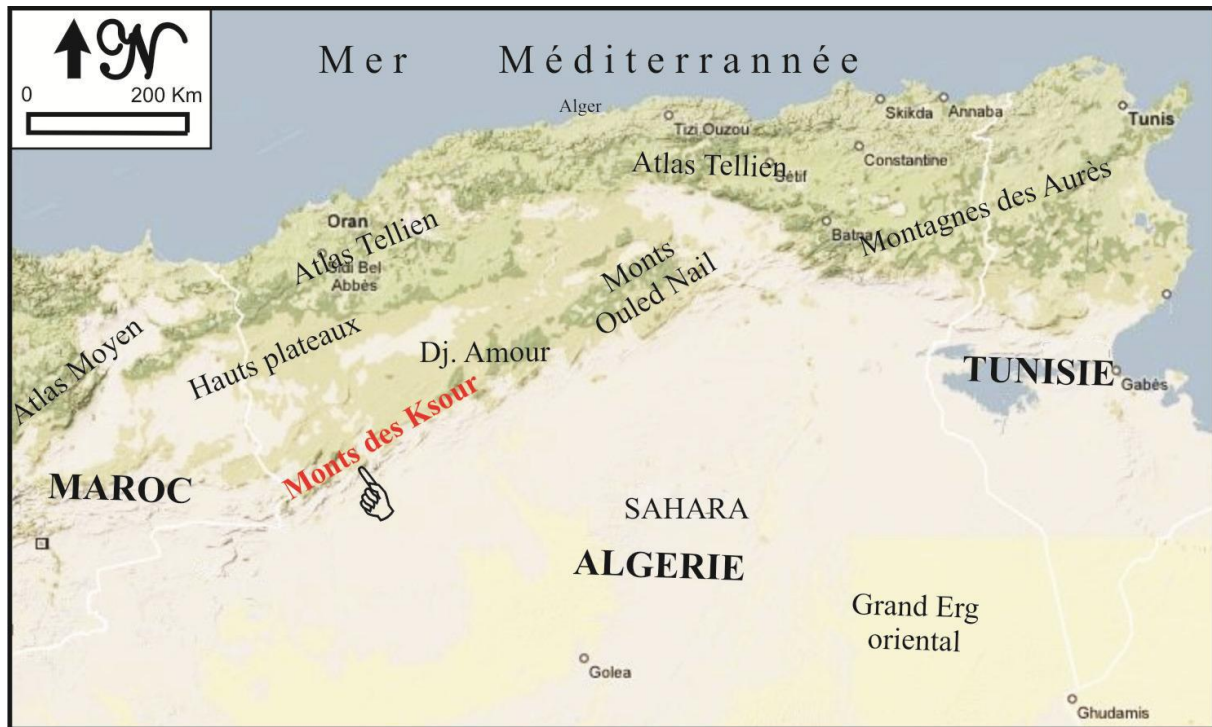 N
0 200 Km
Mer Méditerrannée
Alger
Tizi Ouzou
Skikda
Annaba
Tunis
Constantine
Atlas Tellien
Sétif
Montagnes des Aurès
Batna
Oran
Atlas Tellien
Sidi Bel
Abbès
Monts
Ouled Nail
Hauts plateaux
Dj. Amour
Atlas Moyen
TUNISIE
Gabès
Monts des Ksour
MAROC
SAHARA
ALGERIE
Grand Erg
oriental
Golea
Ghudamis